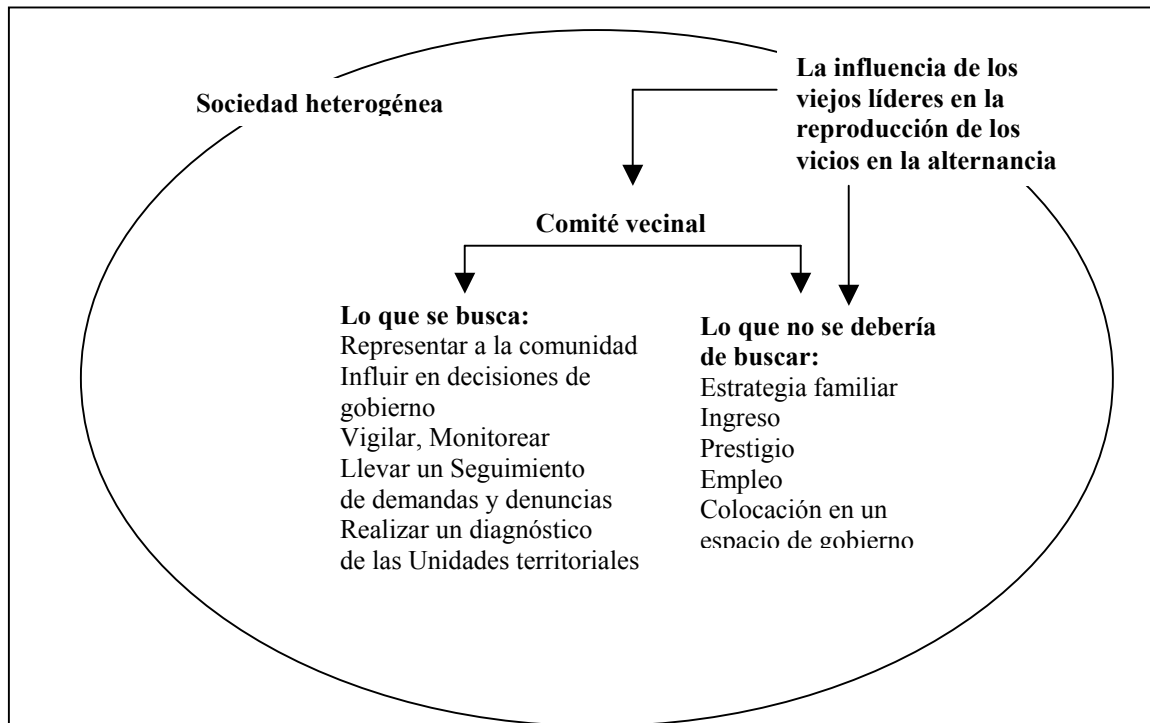 Sociedad heterogénea
La influencia de los
viejos líderes en la
reproducción de los
vicios en la alternancia
Comité vecinal
Lo que se busca:
Representar a la comunidad
Influir en decisiones de
gobierno
Vigilar, Monitorear
Llevar un Seguimiento
de demandas y denuncias
Realizar un diagnóstico
de las Unidades territoriales
Lo que no se debería
de buscar:
Estrategia familiar
Ingreso
Prestigio
Empleo
Colocación en un
espacio de gobierno